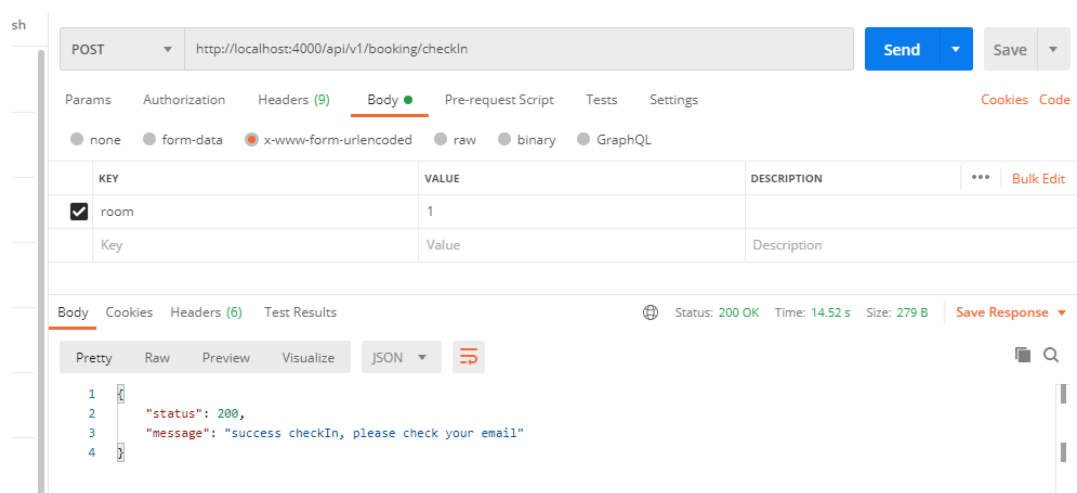 sh
POST http://localhost:4000/api/v1/booking/checkIn Send Save
Params Authorization Headers (9) Body Pre-request Script Tests Settings Cookies Code
none form-data x-www-form-urlencoded raw binary GraphQL
KEY VALUE DESCRIPTION ••• Bulk Edit
room 1
Key Value Description
Body Cookies Headers (6) Test Results Status: 200 OK Time: 14.52 s Size: 279 B Save Response
Pretty Raw Preview Visualize JSON
1 {
2 "status": 200,
3 "message": "success checkIn, please check your email"
4 }